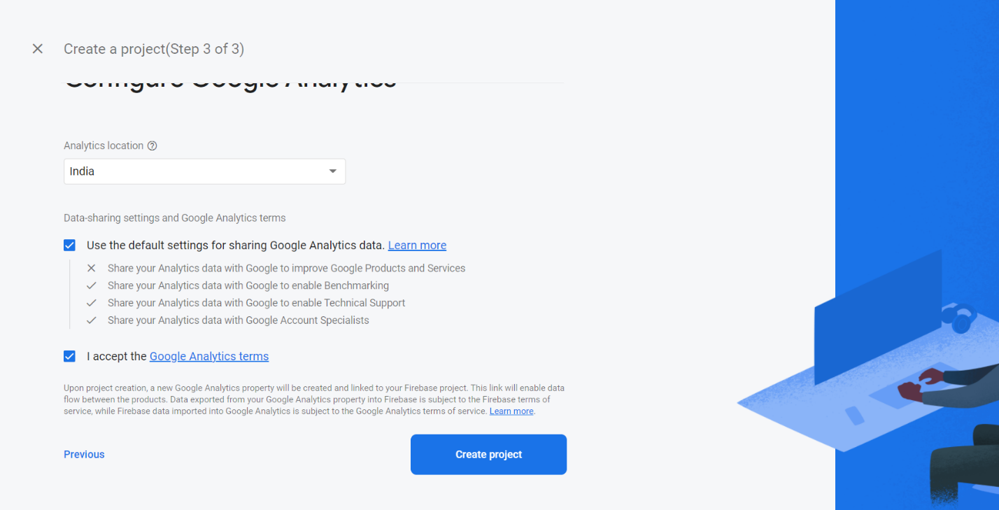 Create a project(Step 3 of 3)
Configure Google Analytics
Analytics location
India
Data-sharing settings and Google Analytics terms
Use the default settings for sharing Google Analytics data. Learn more
Share your Analytics data with Google to improve Google Products and Services
Share your Analytics data with Google to enable Benchmarking
Share your Analytics data with Google to enable Technical Support
Share your Analytics data with Google Account Specialists
I accept the Google Analytics terms
Upon project creation, a new Google Analytics property will be created and linked to your Firebase project. This link will enable data
flow between the products. Data exported from your Google Analytics property into Firebase is subject to the Firebase terms of
service, while Firebase data imported into Google Analytics is subject to the Google Analytics terms of service. Learn more.
Previous
Create project